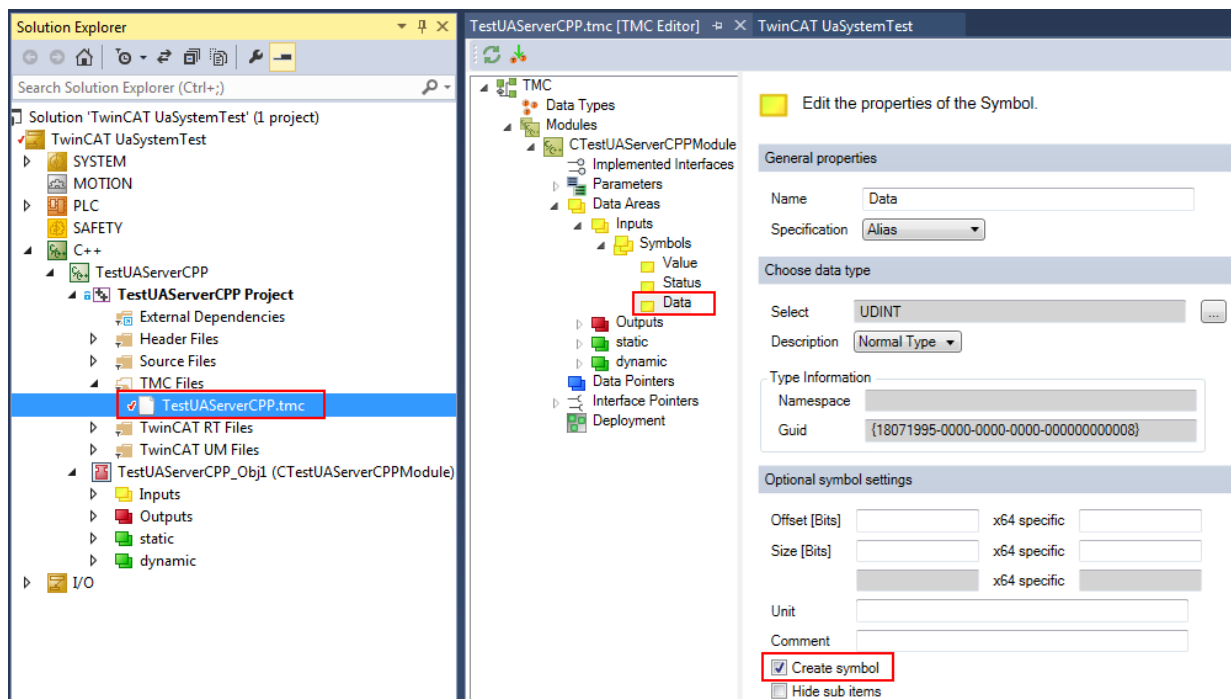 Solution Explorer
Search Solution Explorer (Ctrl+;)
Solution 'TwinCAT UaSystemTest' (1 project)
TwinCAT UaSystemTest
SYSTEM
MOTION
PLC
SAFETY
C++
TestUAServerCPP
TestUAServerCPP Project
External Dependencies
Header Files
Source Files
TMC Files
TestUAServerCPP.tmc
TwinCAT RT Files
TwinCAT UM Files
TestUAServerCPP_Obj1 (CTestUAServerCPPModule)
Inputs
Outputs
static
dynamic
I/O
TestUAServerCPP.tmc [TMC Editor]
TwinCAT UaSystemTest
TMC
Data Types
Modules
CTestUAServerCPPModule
Implemented Interfaces
Parameters
Data Areas
Inputs
Symbols
Value
Status
Data
Outputs
static
dynamic
Data Pointers
Interface Pointers
Deployment
Edit the properties of the Symbol.
General properties
Name Data
Specification Alias
Choose data type
Select UDINT ...
Description Normal Type
Type Information
Namespace
Guid {18071995-0000-0000-0000-000000000008}
Optional symbol settings
Offset [Bits] x64 specific
Size [Bits] x64 specific
x64 specific
Unit
Comment
Create symbol
Hide sub items